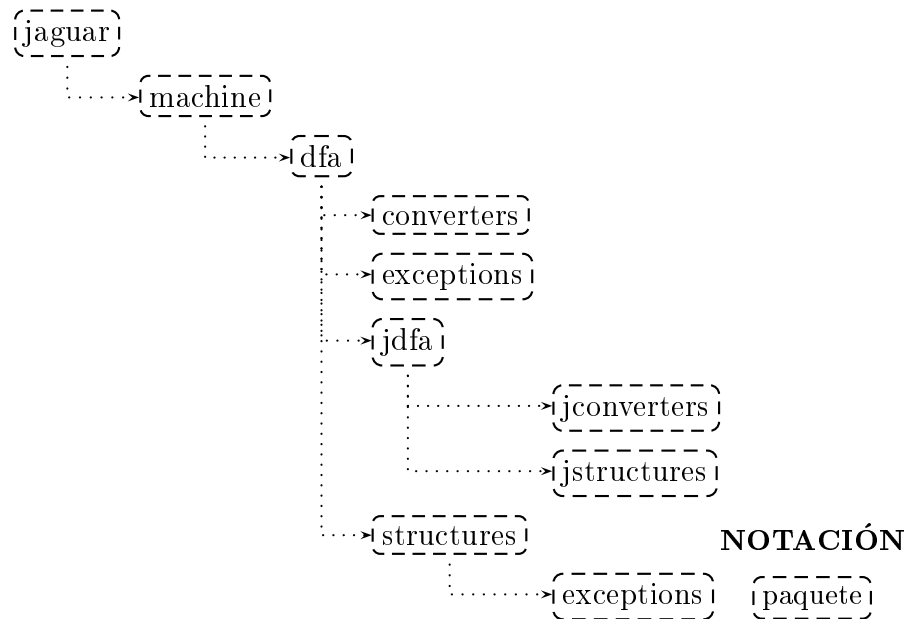 jaguar
machine
dfa
converters
exceptions
jdfa
jconverters
jstructures
structures
NOTACIÓN
exceptions
paquete